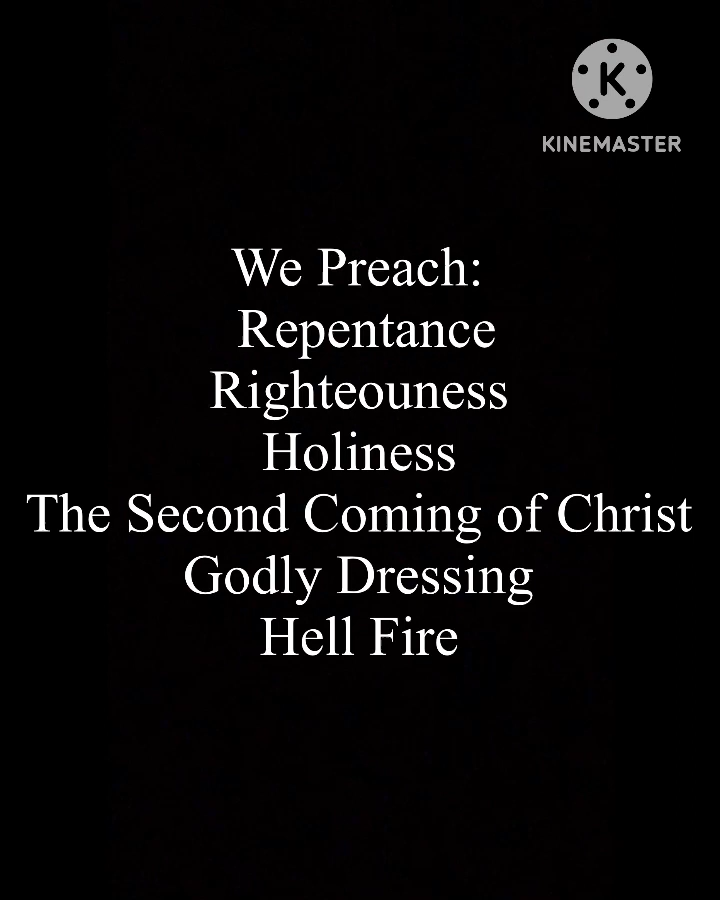 K
KINEMASTER
We Preach:
Repentance
Righteouness
Holiness
The Second Coming of Christ
Godly Dressing
Hell Fire